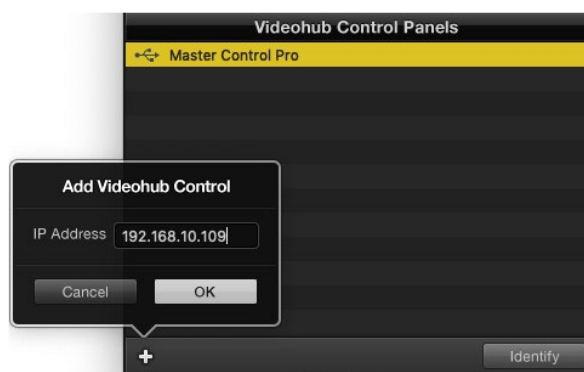 Videohub Control Panels
Master Control Pro
Add Videohub Control
IP Address 192.168.10.109
Cancel OK
+ Identify